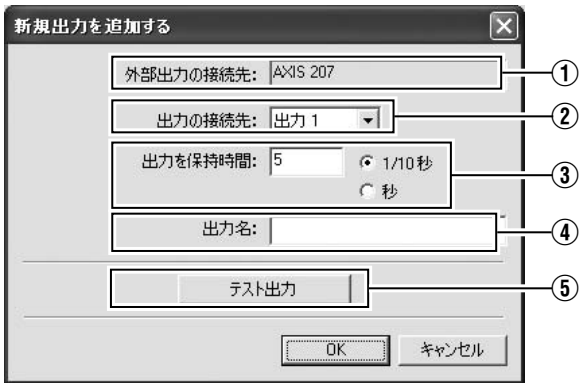 新規出力を追加する
外部出力の接続先: AXIS 207 ①
出力の接続先: 出力 1 ②
出力を保持時間: 5 1/10秒 ③
秒
出力名: ④
テスト出力 ⑤
OK キャンセル